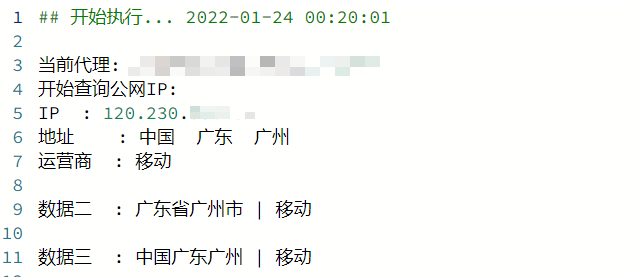 1 ## 开始执行... 2022-01-24 00:20:01
2
3 当前代理:
4 开始查询公网IP:
5 IP : 120.230.
6 地址 : 中国 广东 广州
7 运营商 : 移动
8
9 数据二 : 广东省广州市 | 移动
10
11 数据三 : 中国广东广州 | 移动